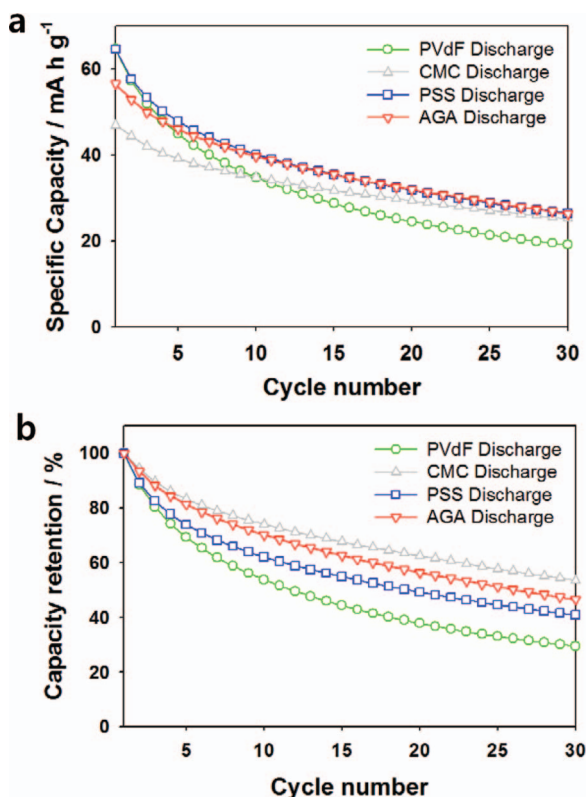 a
Specific Capacity / mA h g⁻¹
60
40
20
0
PVdF Discharge
CMC Discharge
PSS Discharge
AGA Discharge
5 10 15 20 25 30
Cycle number
b
Capacity retention / %
100
80
60
40
20
0
PVdF Discharge
CMC Discharge
PSS Discharge
AGA Discharge
5 10 15 20 25 30
Cycle number